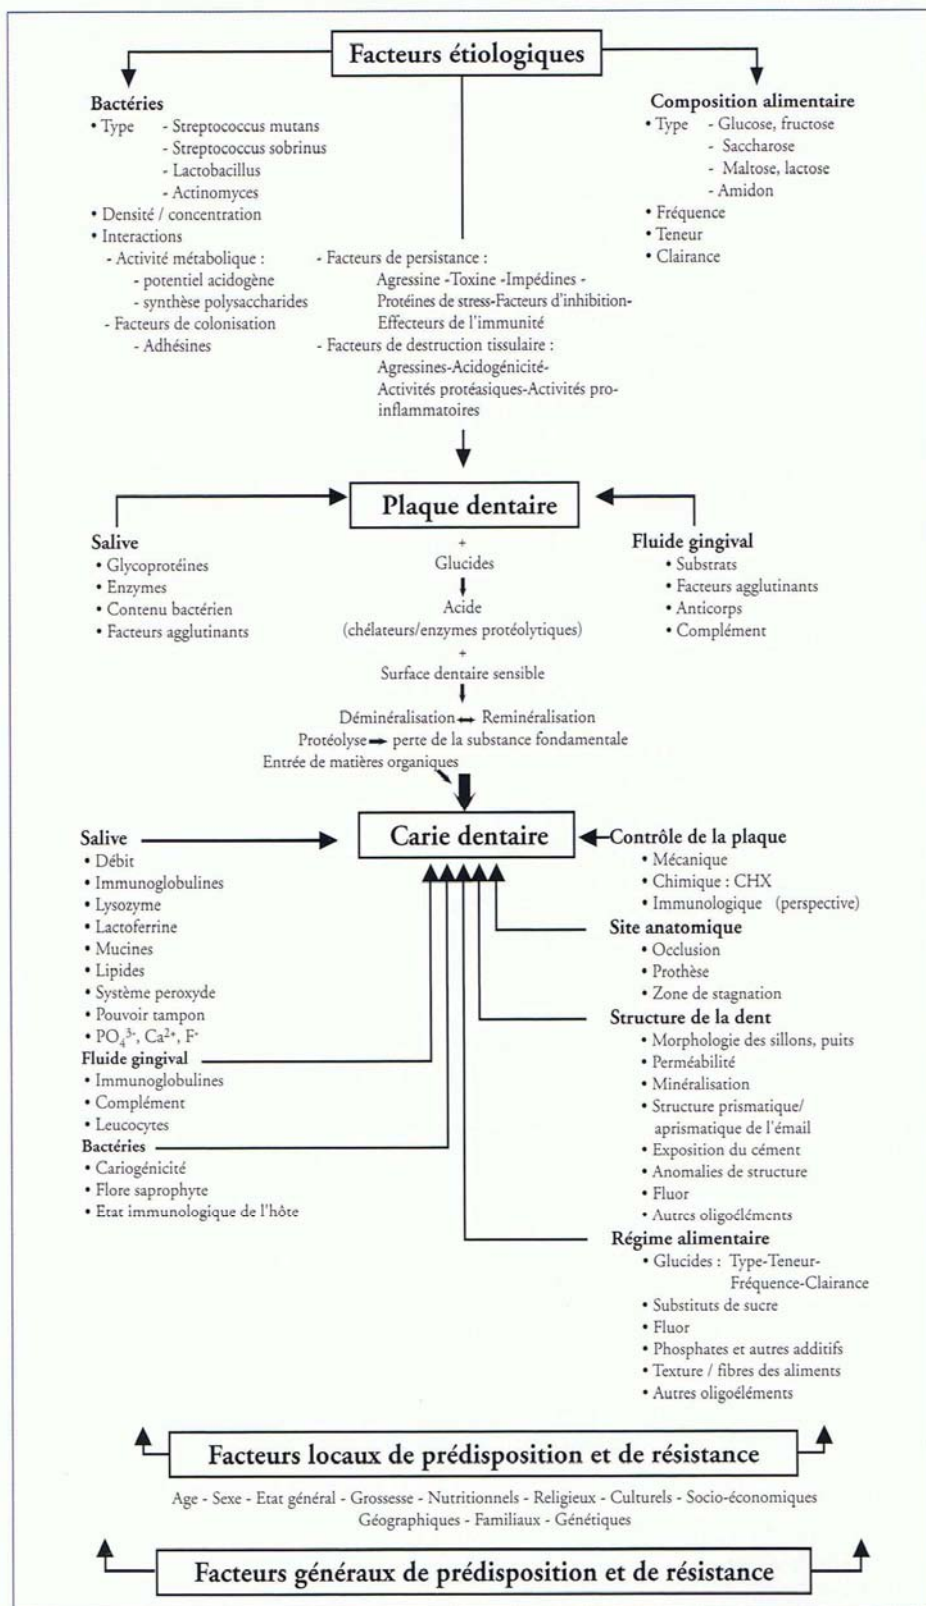 Facteurs étiologiques
Bactéries
• Type - Streptococcus mutans
- Streptococcus sobrinus
- Lactobacillus
- Actinomyces
• Densité / concentration
• Interactions
- Activité métabolique :
- potentiel acidogène
- synthèse polysaccharides
- Facteurs de colonisation
- Adhésines
- Facteurs de persistance :
Agressine -Toxine -Impédines -
Protéines de stress-Facteurs d'inhibition-
Effecteurs de l'immunité
- Facteurs de destruction tissulaire :
Agressines-Acidogénicité-
Activités protéasiques-Activités pro-
inflammatoires
Composition alimentaire
• Type - Glucose, fructose
- Saccharose
- Maltose, lactose
- Amidon
• Fréquence
• Teneur
• Clairance
Plaque dentaire
Salive
• Glycoprotéines
• Enzymes
• Contenu bactérien
• Facteurs agglutinants
+
Glucides
Acide
(chélateurs/enzymes protéolytiques)
+
Surface dentaire sensible
Déminéralisation ↔ Reminéralisation
Protéolyse → perte de la substance fondamentale
Entrée de matières organiques
Fluide gingival
• Substrats
• Facteurs agglutinants
• Anticorps
• Complément
Carie dentaire
Salive
• Débit
• Immunoglobulines
• Lysozyme
• Lactoferrine
• Mucines
• Lipides
• Système peroxyde
• Pouvoir tampon
• PO₄³⁻, Ca²⁺, F⁻
Fluide gingival
• Immunoglobulines
• Complément
• Leucocytes
Bactéries
• Cariogénicité
• Flore saprophyte
• Etat immunologique de l'hôte
Contrôle de la plaque
• Mécanique
• Chimique : CHX
• Immunologique (perspective)
Site anatomique
• Occlusion
• Prothèse
• Zone de stagnation
Structure de la dent
• Morphologie des sillons, puits
• Perméabilité
• Minéralisation
• Structure prismatique/
aprismatique de l'émail
• Exposition du cément
• Anomalies de structure
• Fluor
• Autres oligoéléments
Régime alimentaire
• Glucides : Type-Teneur-
Fréquence-Clairance
• Substituts de sucre
• Fluor
• Phosphates et autres additifs
• Texture / fibres des aliments
• Autres oligoéléments
Facteurs locaux de prédisposition et de résistance
Age - Sexe - Etat général - Grossesse - Nutritionnels - Religieux - Culturels - Socio-économiques
Géographiques - Familiaux - Génétiques
Facteurs généraux de prédisposition et de résistance